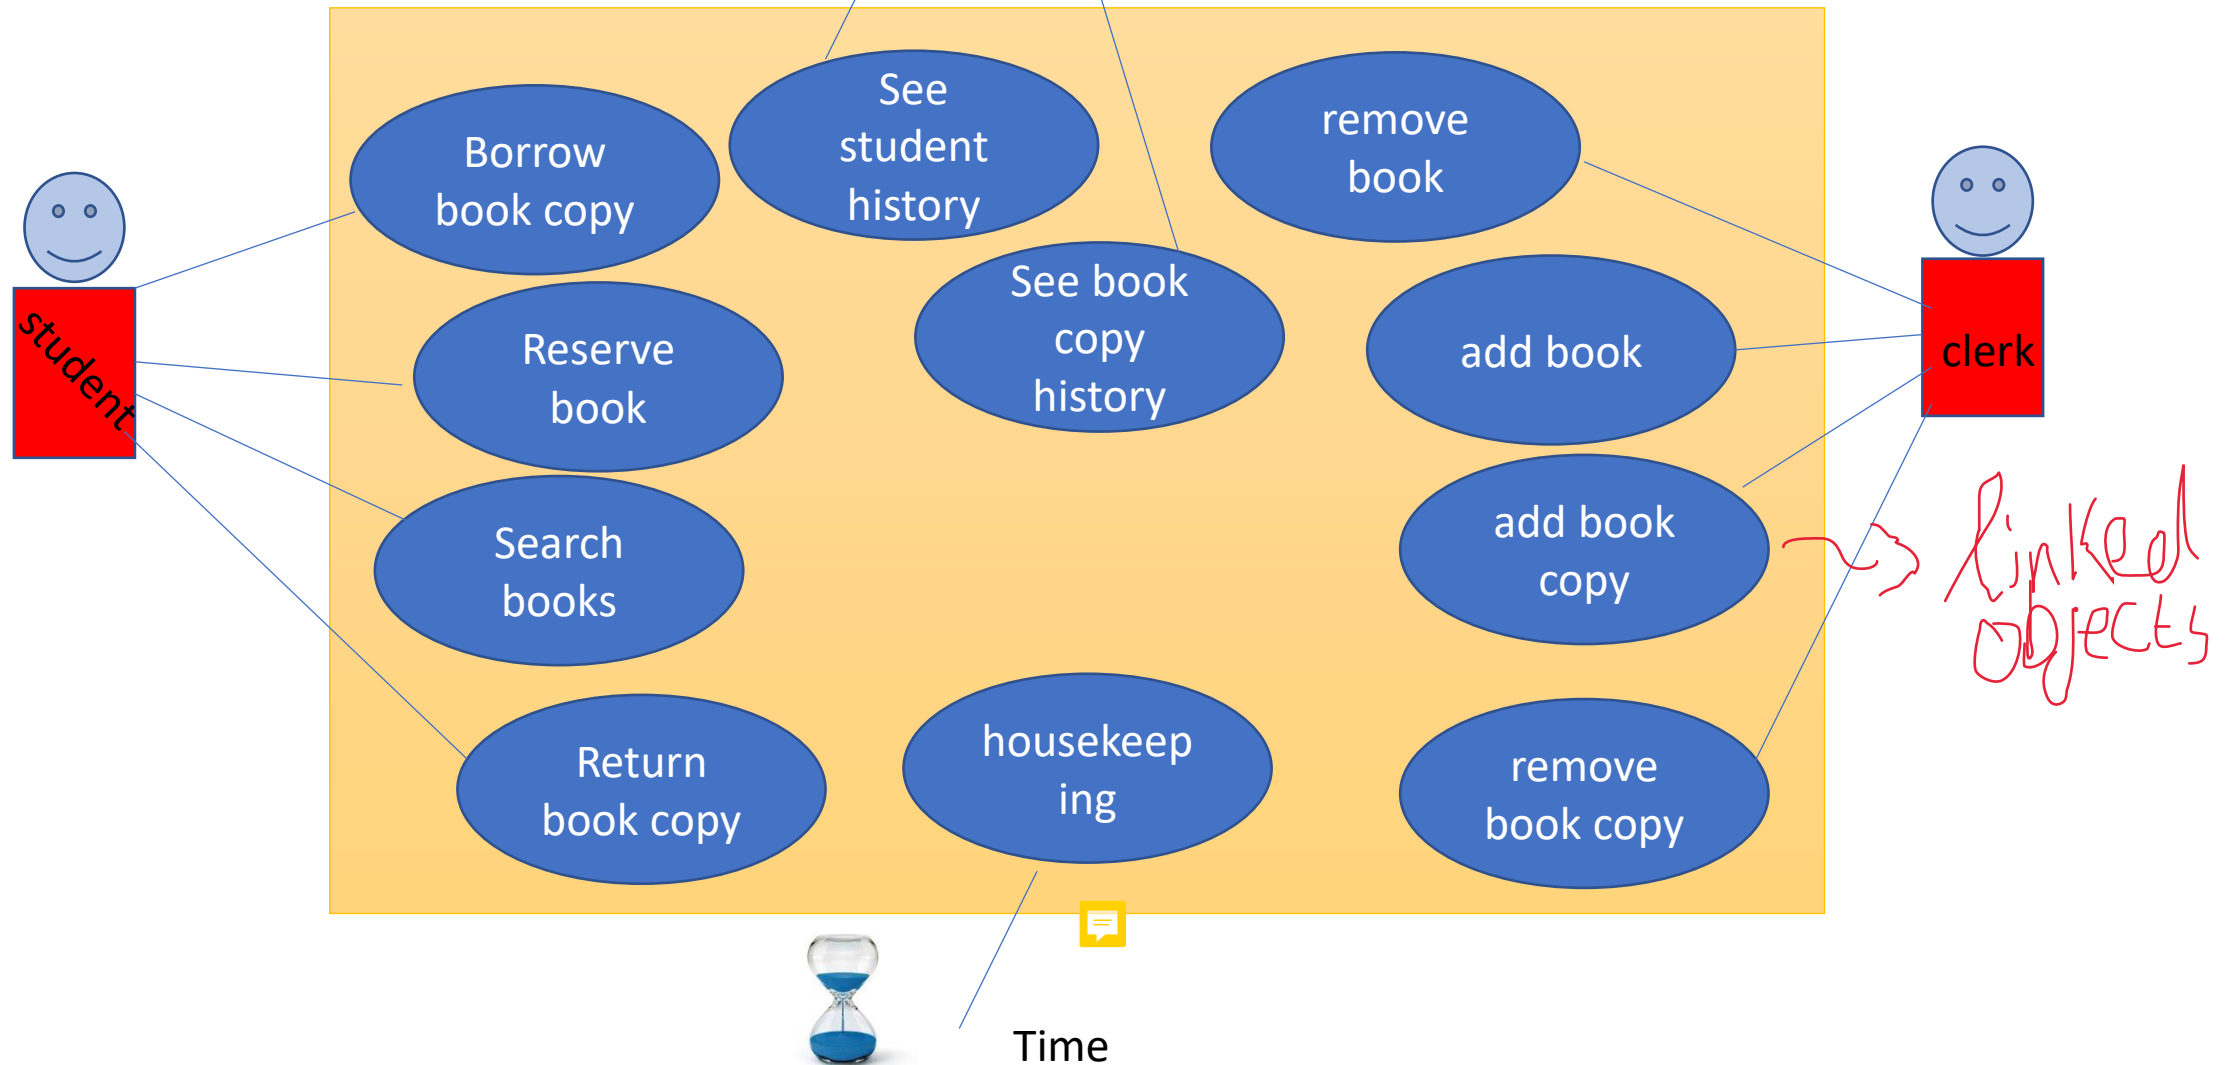 student
Borrow
book copy
See
student
history
remove
book
Reserve
book
See book
copy
history
add book
clerk
Search
books
add book
copy
linked
objects
Return
book copy
housekeep
ing
remove
book copy
Time